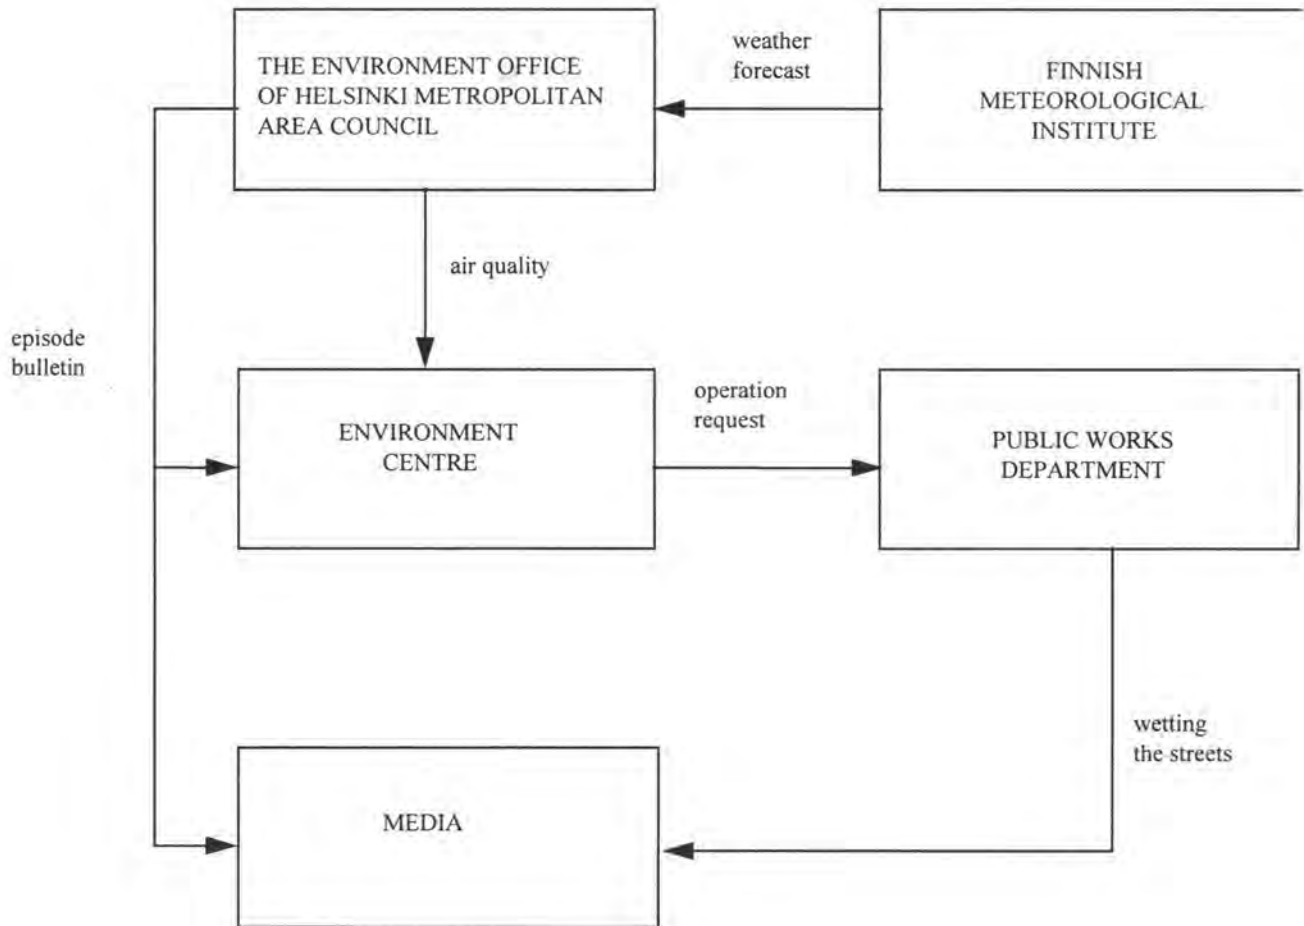 THE ENVIRONMENT OFFICE
OF HELSINKI METROPOLITAN
AREA COUNCIL
weather
forecast
FINNISH
METEOROLOGICAL
INSTITUTE
air quality
episode
bulletin
ENVIRONMENT
CENTRE
operation
request
PUBLIC WORKS
DEPARTMENT
wetting
the streets
MEDIA